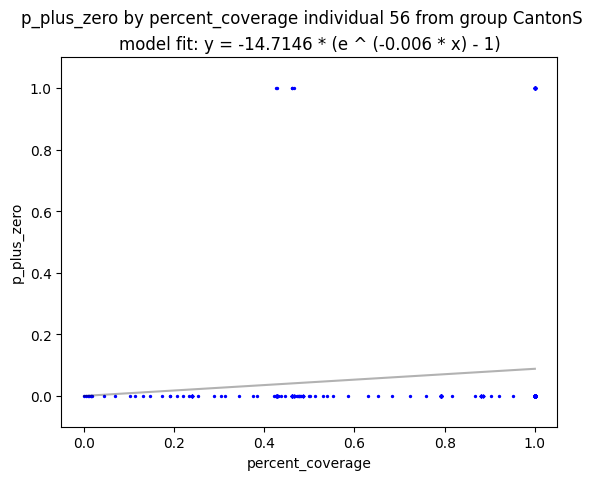 p_plus_zero by percent_coverage individual 56 from group CantonS
model fit: y = -14.7146 * (e ^ (-0.006 * x) - 1)
1.0
0.8
0.6
0.4
0.2
0.0
p_plus_zero
0.0 0.2 0.4 0.6 0.8 1.0
percent_coverage